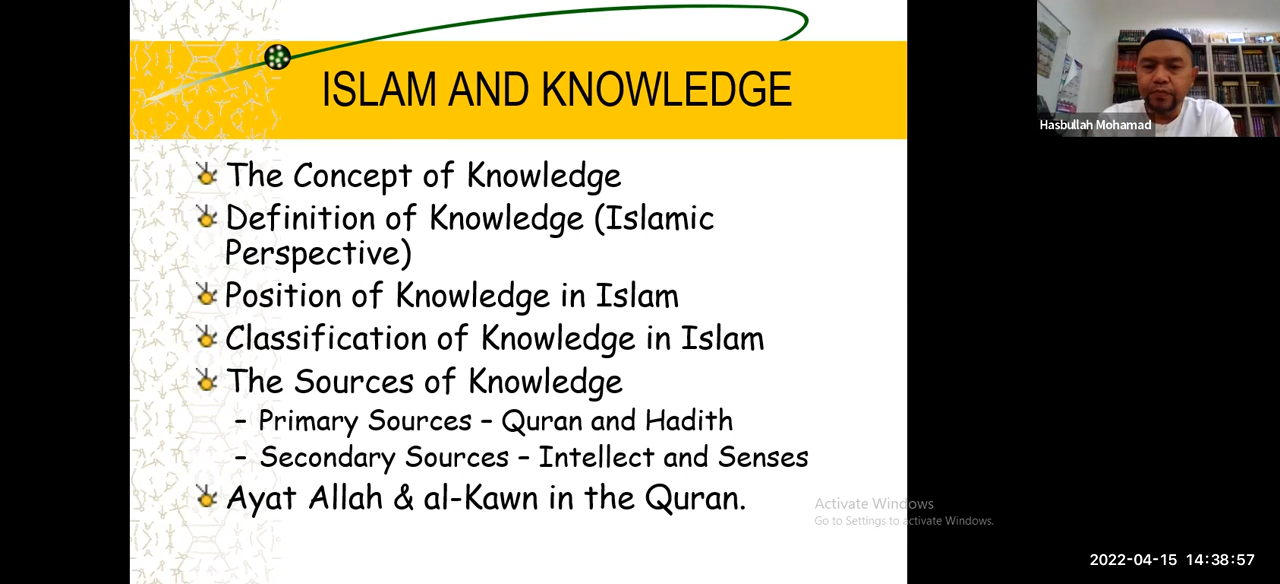 ISLAM AND KNOWLEDGE
Hasbullah Mohamad
The Concept of Knowledge
Definition of Knowledge (Islamic
Perspective)
Position of Knowledge in Islam
Classification of Knowledge in Islam
The Sources of Knowledge
– Primary Sources – Quran and Hadith
– Secondary Sources – Intellect and Senses
Ayat Allah & al-Kawn in the Quran.
Activate Windows
Go to Settings to activate Windows.
2022-04-15 14:38:57